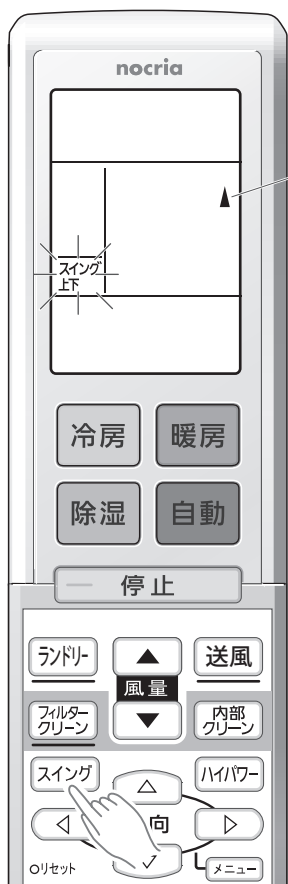 nocria
スイング
上下
冷房
暖房
除湿
自動
停止
ランドリー
風量
送風
フィルター
クリーン
内部
クリーン
スイング
ハイパワー
向
リセット
メニュー